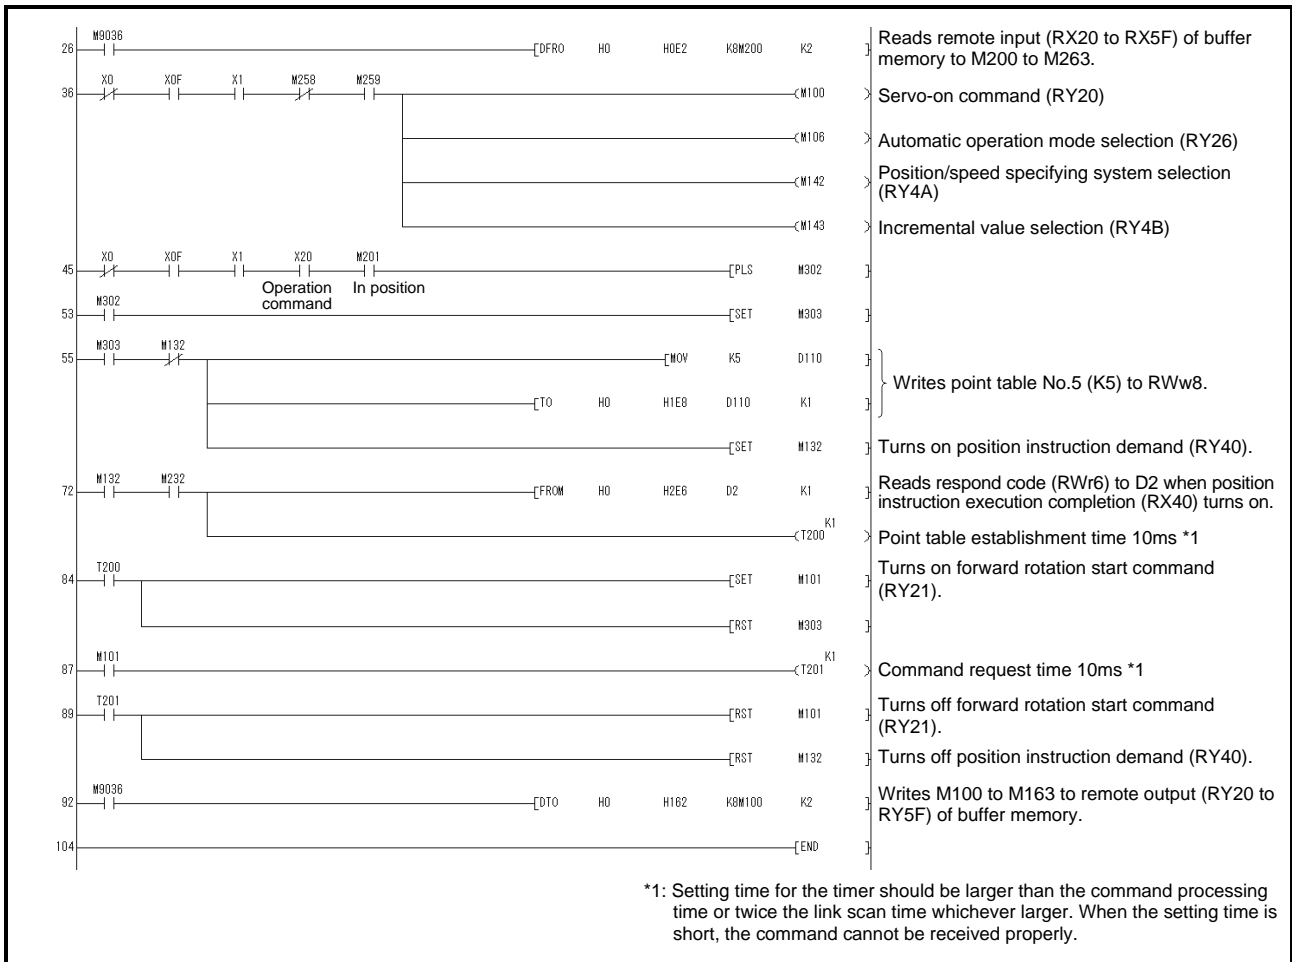 M9036
26 [DFRO H0 H0E2 K8M200 K2 ] Reads remote input (RX20 to RX5F) of buffer
memory to M200 to M263.
X0 X0F X1 M258 M259
36 (M100 ) Servo-on command (RY20)
(M106 ) Automatic operation mode selection (RY26)
(M142 ) Position/speed specifying system selection
(RY4A)
(M143 ) Incremental value selection (RY4B)
X0 X0F X1 X20 M201
45 [PLS M302 ]
Operation In position
command
M302
53 [SET M303 ]
M303 M132
55 [MOV K5 D110 ]
Writes point table No.5 (K5) to RWw8.
[TO H0 H1E8 D110 K1 ]
[SET M132 ] Turns on position instruction demand (RY40).
M132 M232
72 [FROM H0 H2E6 D2 K1 ] Reads respond code (RWr6) to D2 when position
instruction execution completion (RX40) turns on.
K1
(T200 ) Point table establishment time 10ms *1
T200
84 [SET M101 ] Turns on forward rotation start command
(RY21).
[RST M303 ]
M101 K1
87 (T201 ) Command request time 10ms *1
T201
89 [RST M101 ] Turns off forward rotation start command
(RY21).
[RST M132 ] Turns off position instruction demand (RY40).
M9036
92 [DTO H0 H162 K8M100 K2 ] Writes M100 to M163 to remote output (RY20 to
RY5F) of buffer memory.
104 [END ]
*1: Setting time for the timer should be larger than the command processing
time or twice the link scan time whichever larger. When the setting time is
short, the command cannot be received properly.